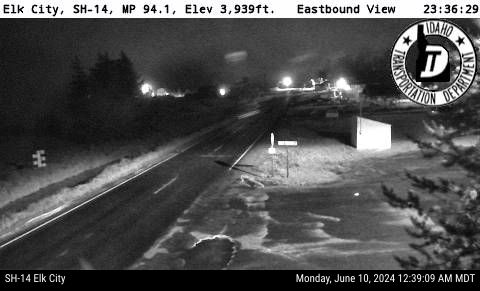 Elk City, SH-14, MP 94.1, Elev 3,939ft. Eastbound View 23:36:29
IDAHO
TRANSPORTATION DEPARTMENT
SH-14 Elk City Monday, June 10, 2024 12:39:09 AM MDT